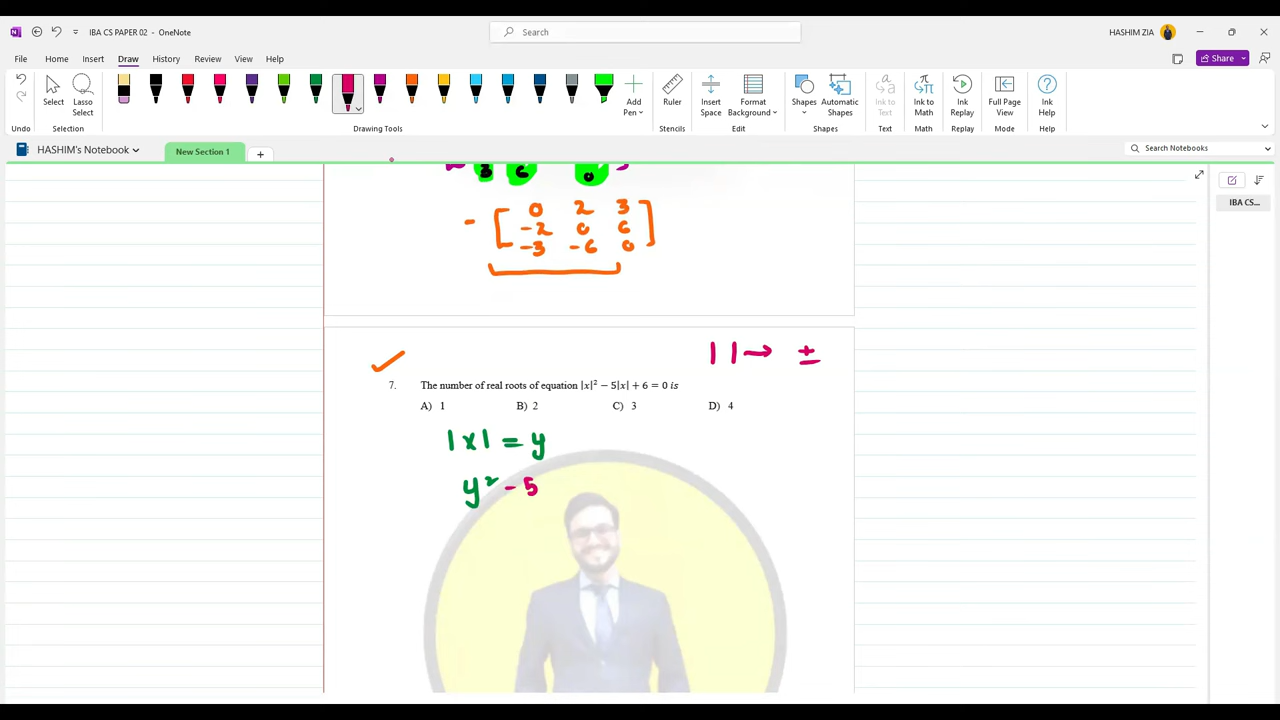 IBA CS PAPER 02 - OneNote
Search
HASHIM ZIA
File Home Insert Draw History Review View Help
Share
Select
Lasso Select
Add Pen
Ruler
Insert Space
Format Background
Shapes
Automatic Shapes
Ink to Text
Ink to Math
Ink Replay
Full Page View
Ink Help
Undo Selection Drawing Tools Stencils Edit Shapes Text Math Replay Mode Help
HASHIM's Notebook
New Section 1
+
Search Notebooks
IBA CS...
3 6 0
- [ 0 2 3
-2 0 6
-3 -6 0 ]
| | → ±
7. The number of real roots of equation |x|² − 5|x| + 6 = 0 is
A) 1 B) 2 C) 3 D) 4
|x| = y
y² - 5